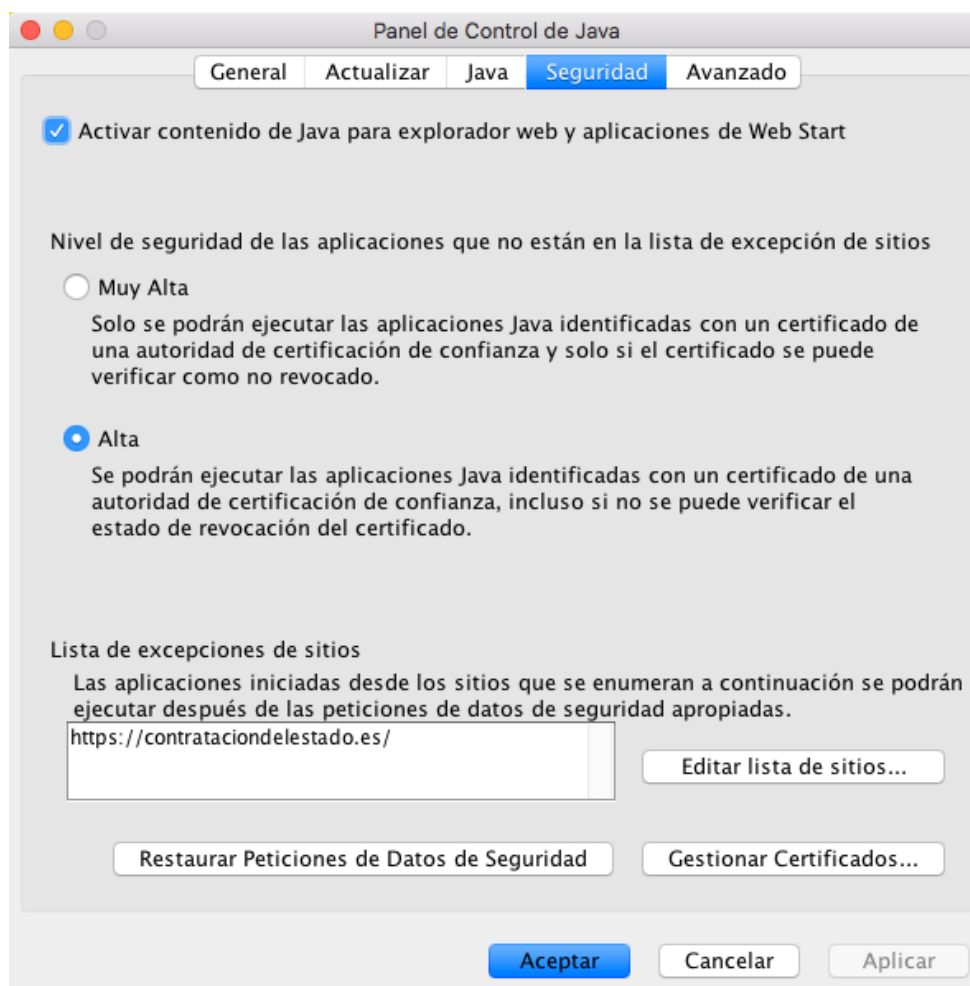 Panel de Control de Java
General Actualizar Java Seguridad Avanzado
Activar contenido de Java para explorador web y aplicaciones de Web Start
Nivel de seguridad de las aplicaciones que no están en la lista de excepción de sitios
Muy Alta
Solo se podrán ejecutar las aplicaciones Java identificadas con un certificado de
una autoridad de certificación de confianza y solo si el certificado se puede
verificar como no revocado.
Alta
Se podrán ejecutar las aplicaciones Java identificadas con un certificado de una
autoridad de certificación de confianza, incluso si no se puede verificar el
estado de revocación del certificado.
Lista de excepciones de sitios
Las aplicaciones iniciadas desde los sitios que se enumeran a continuación se podrán
ejecutar después de las peticiones de datos de seguridad apropiadas.
https://contrataciondelestado.es/
Editar lista de sitios...
Restaurar Peticiones de Datos de Seguridad Gestionar Certificados...
Aceptar Cancelar Aplicar